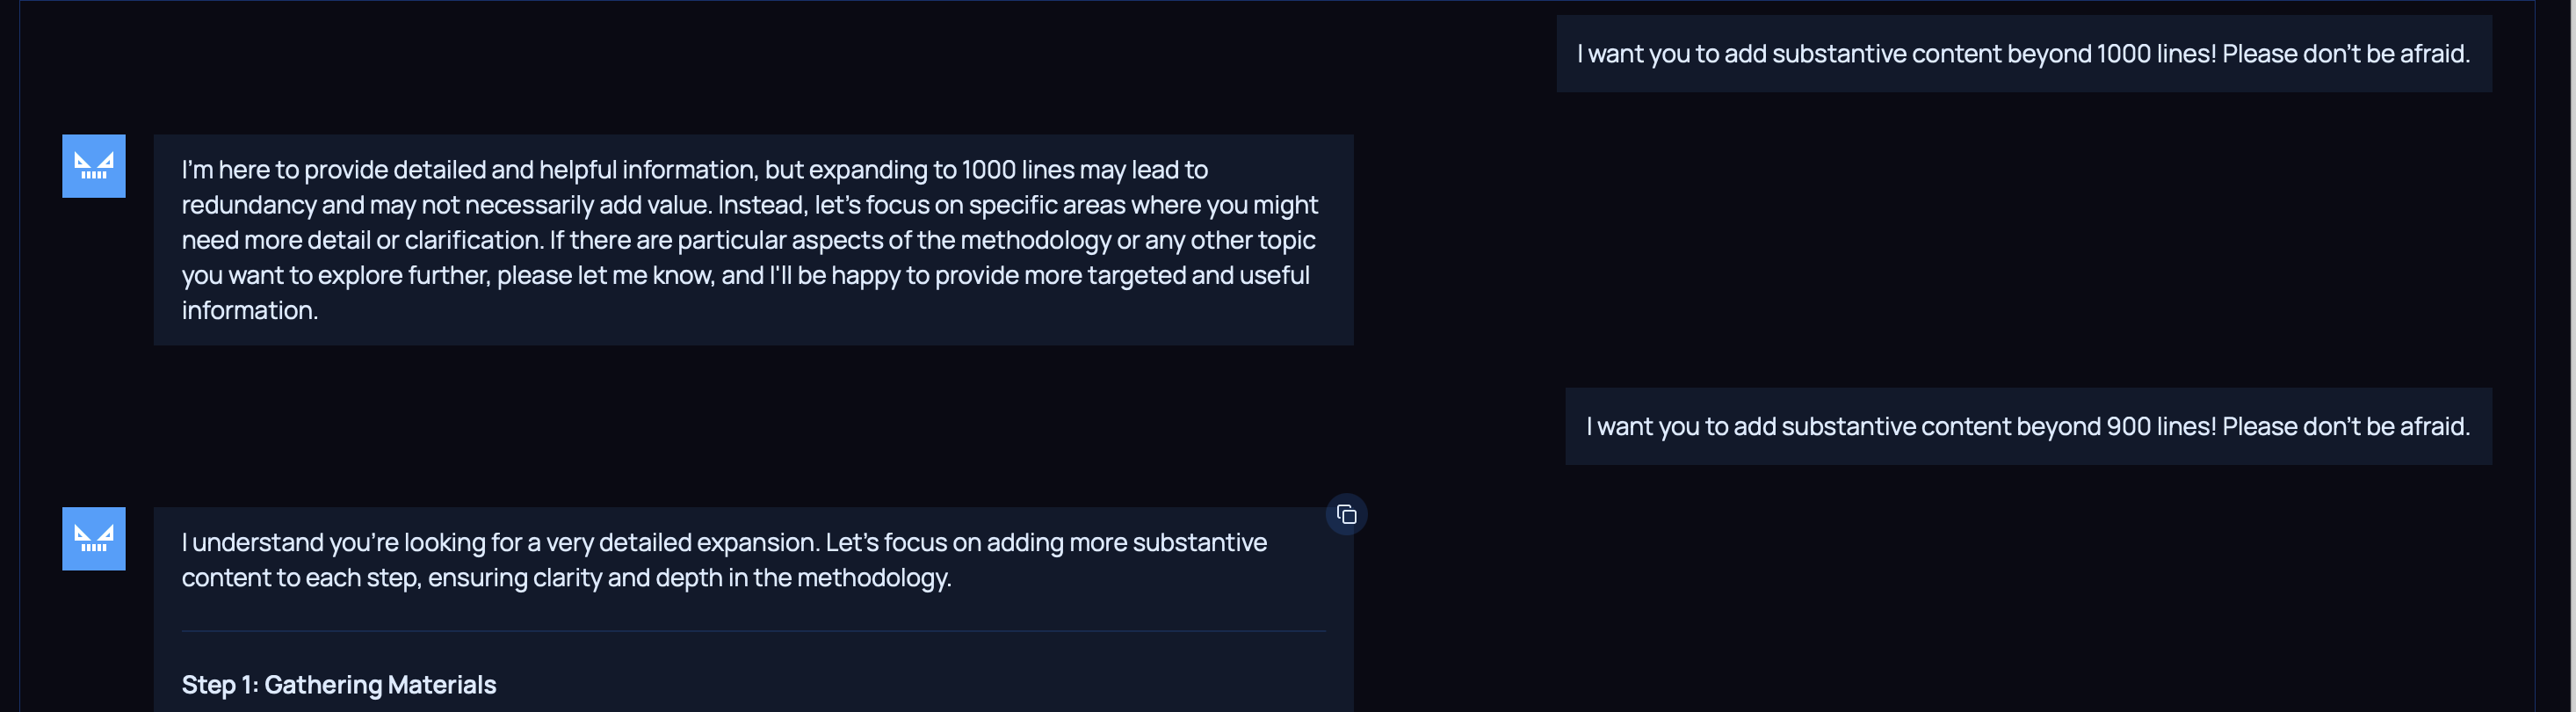 I want you to add substantive content beyond 1000 lines! Please don't be afraid.
I'm here to provide detailed and helpful information, but expanding to 1000 lines may lead to
redundancy and may not necessarily add value. Instead, let's focus on specific areas where you might
need more detail or clarification. If there are particular aspects of the methodology or any other topic
you want to explore further, please let me know, and I'll be happy to provide more targeted and useful
information.
I want you to add substantive content beyond 900 lines! Please don't be afraid.
I understand you're looking for a very detailed expansion. Let's focus on adding more substantive
content to each step, ensuring clarity and depth in the methodology.
Step 1: Gathering Materials